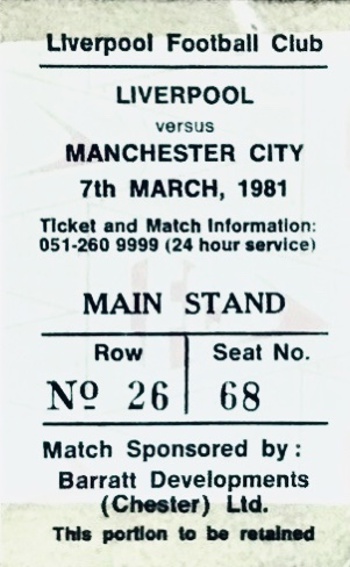 Liverpool Football Club
LIVERPOOL
versus
MANCHESTER CITY
7th MARCH, 1981
Ticket and Match Information:
051-260 9999 (24 hour service)
MAIN STAND
Row Seat No.
Nº 26 68
Match Sponsored by:
Barratt Developments
(Chester) Ltd.
This portion to be retained